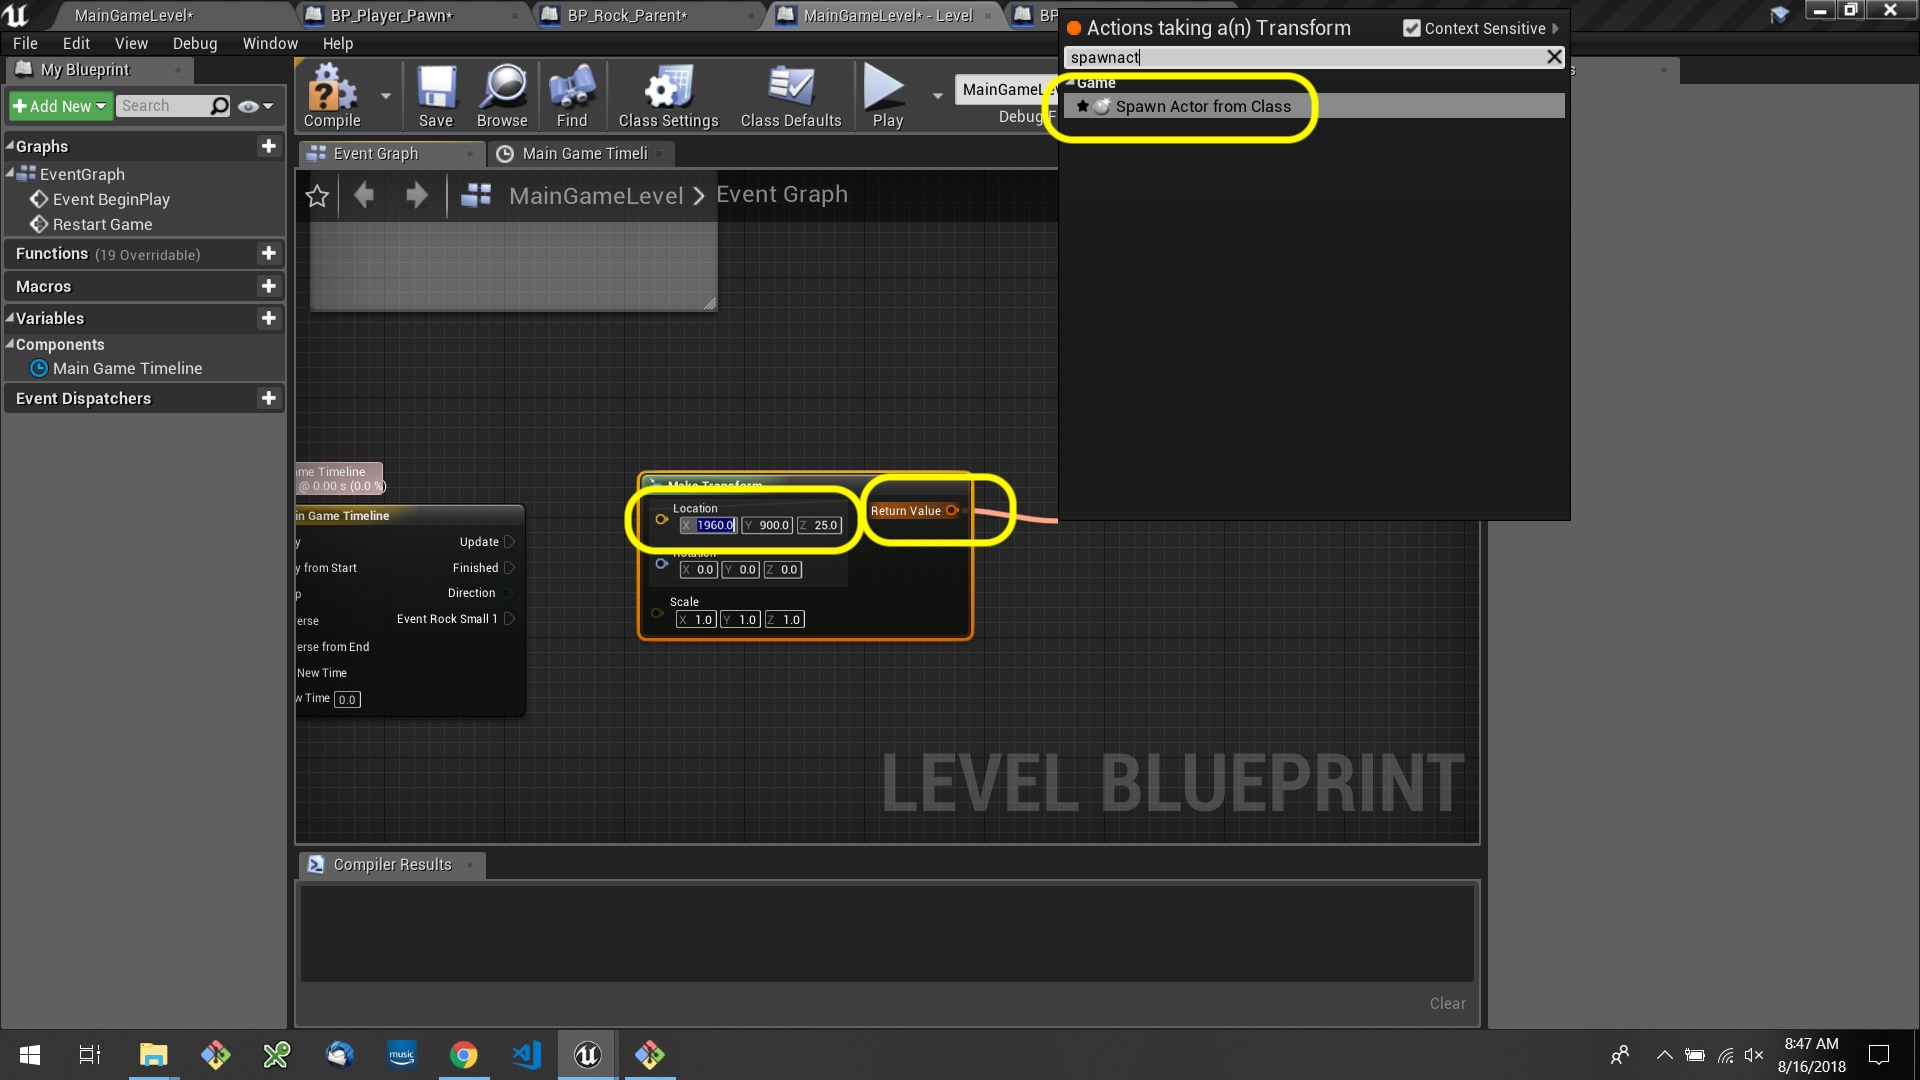 MainGameLevel*
BP_Player_Pawn*
BP_Rock_Parent*
MainGameLevel* - Level
BP
File Edit View Debug Window Help
My Blueprint
Add New
Search
Graphs
EventGraph
Event BeginPlay
Restart Game
Functions (19 Overridable)
Macros
Variables
Components
Main Game Timeline
Event Dispatchers
Compile
Save
Browse
Find
Class Settings
Class Defaults
Play
MainGameLev
Debug F
Event Graph
Main Game Timeli
MainGameLevel > Event Graph
Actions taking a(n) Transform
Context Sensitive
spawnact
Game
Spawn Actor from Class
me Timeline
@ 0.00 s (0.0 %)
in Game Timeline
y
Update
y from Start
Finished
p
Direction
erse
Event Rock Small 1
erse from End
New Time
w Time 0.0
Make Transform
Location
X 1960.0 Y 900.0 Z 25.0
Return Value
Rotation
X 0.0 Y 0.0 Z 0.0
Scale
X 1.0 Y 1.0 Z 1.0
LEVEL BLUEPRINT
Compiler Results
Clear
music
8:47 AM
8/16/2018